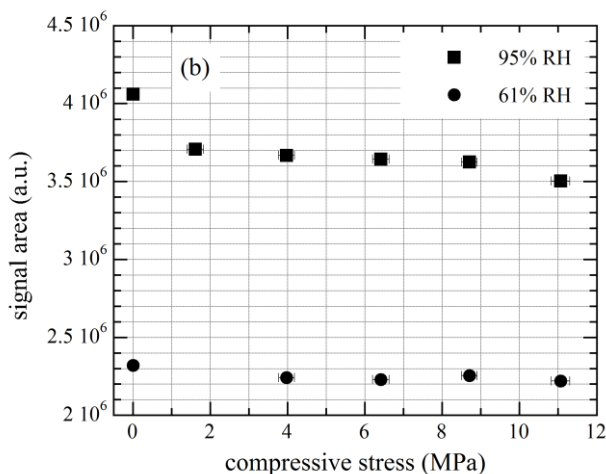 4.5 10⁶
(b)
95% RH
61% RH
4 10⁶
3.5 10⁶
3 10⁶
2.5 10⁶
2 10⁶
signal area (a.u.)
0 2 4 6 8 10 12
compressive stress (MPa)